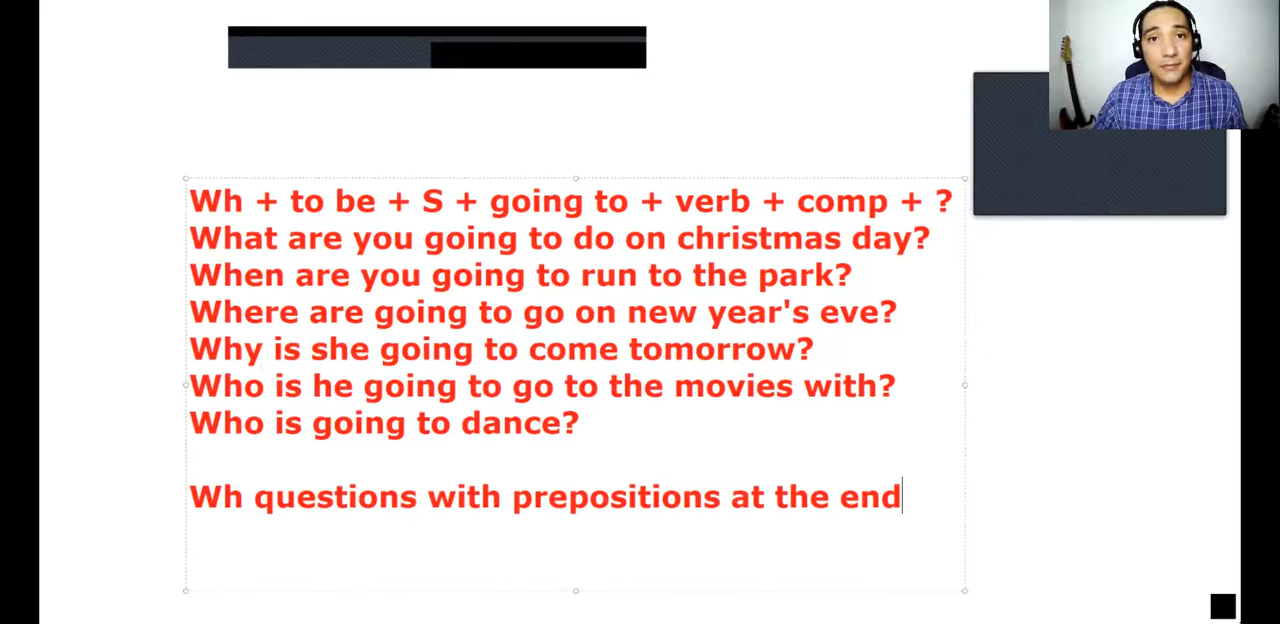 Wh + to be + S + going to + verb + comp + ?
What are you going to do on christmas day?
When are you going to run to the park?
Where are going to go on new year's eve?
Why is she going to come tomorrow?
Who is he going to go to the movies with?
Who is going to dance?
Wh questions with prepositions at the end